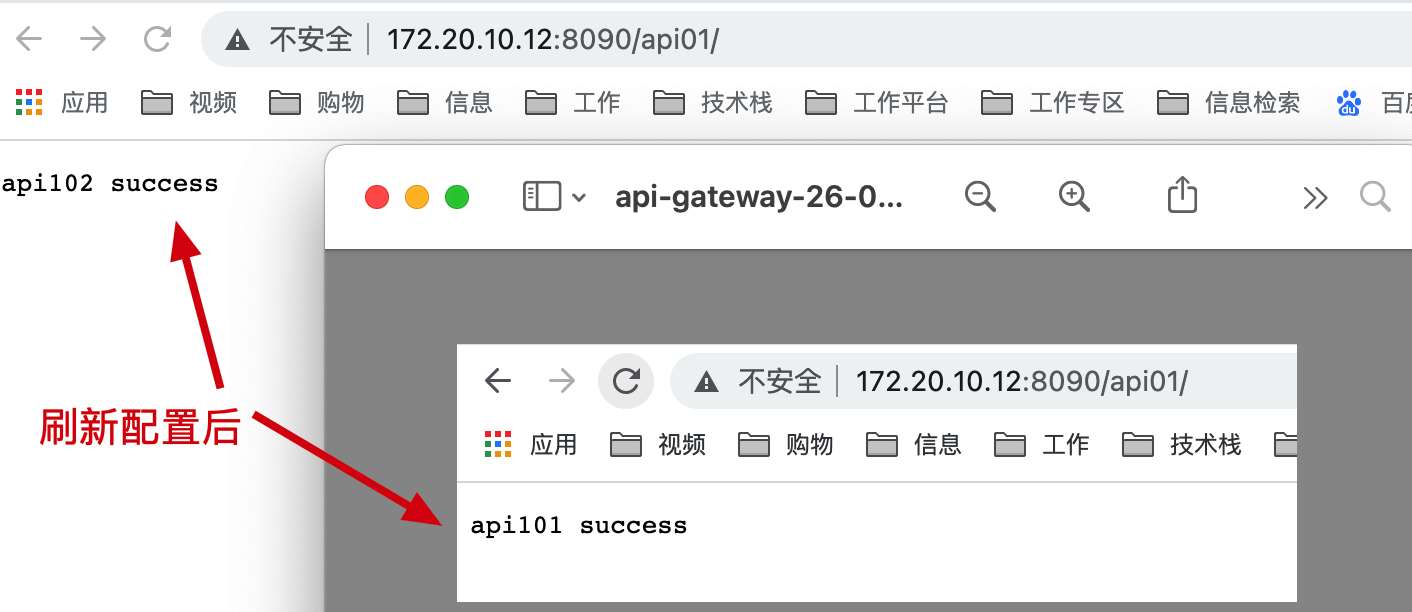 不安全 172.20.10.12:8090/api01/
应用 视频 购物 信息 工作 技术栈 工作平台 工作专区 信息检索 du
api102 success
api-gateway-26-0...
刷新配置后
不安全 172.20.10.12:8090/api01/
应用 视频 购物 信息 工作 技术栈
api101 success